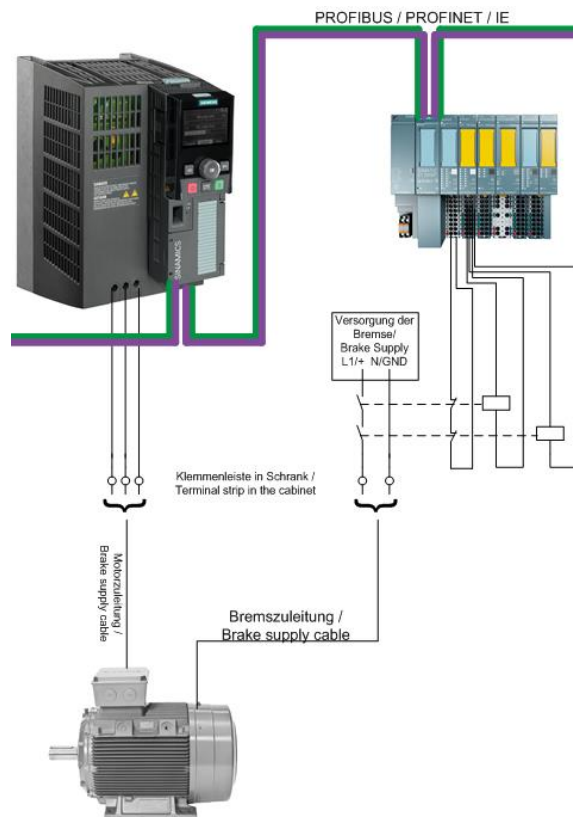 PROFIBUS / PROFINET / IE
SIEMENS
SINAMICS
Versorgung der
Bremse/
Brake Supply
L1/+ N/GND
Klemmenleiste in Schrank /
Terminal strip in the cabinet
Motorzuleitung /
Brake supply cable
Bremszuleitung /
Brake supply cable